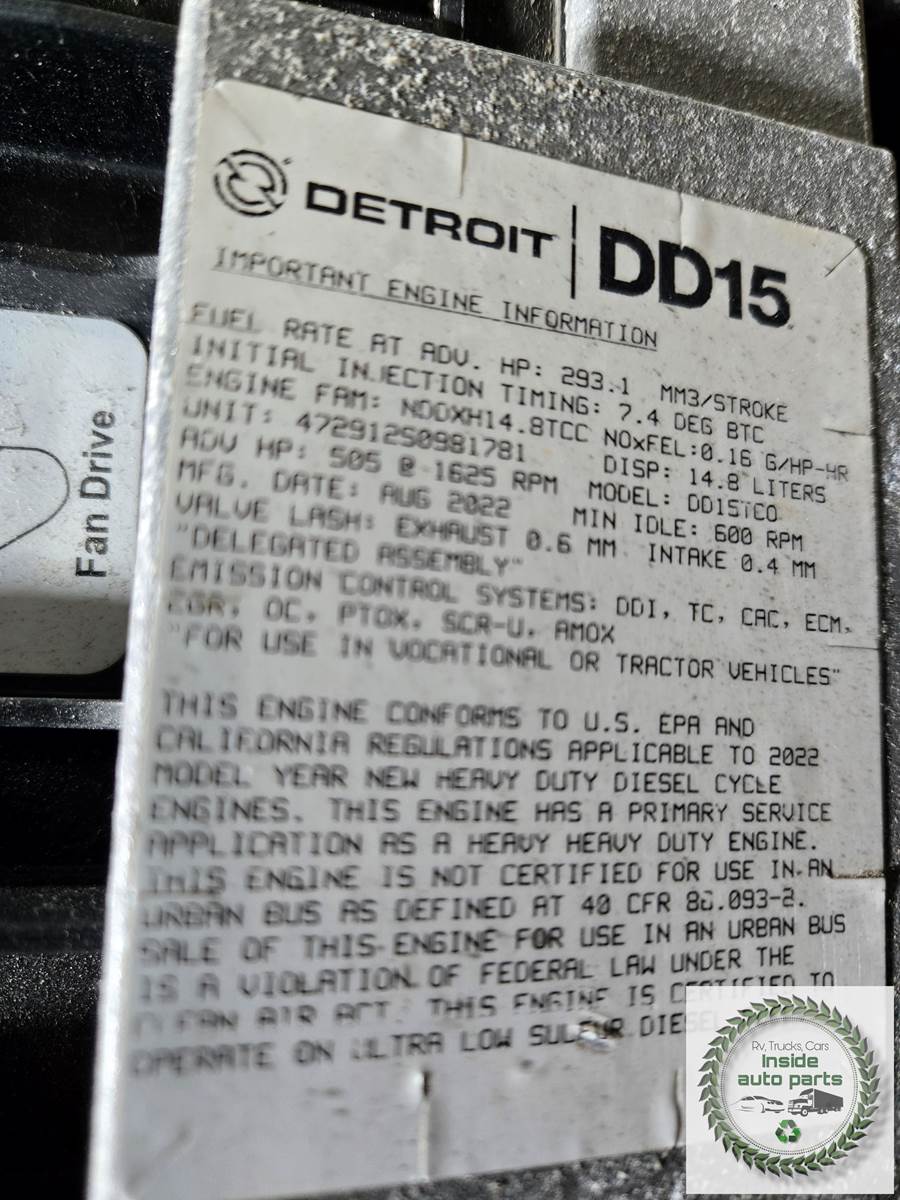 DETROIT | DD15
IMPORTANT ENGINE INFORMATION
FUEL RATE AT ADV. HP: 293.1 MM3/STROKE
INITIAL INJECTION TIMING: 7.4 DEG BTC
ENGINE FAM: NDDXH14.8TCC NOxFEL:0.16 G/HP-HR
UNIT: 472912S0981781 DISP: 14.8 LITERS
ADV HP: 505 @ 1625 RPM MODEL: DD15TCO
MFG. DATE: AUG 2022 MIN IDLE: 600 RPM
VALVE LASH: EXHAUST 0.6 MM INTAKE 0.4 MM
"DELEGATED ASSEMBLY"
EMISSION CONTROL SYSTEMS: DDI, TC, CAC, ECM,
EGR, OC, PTOX, SCR-U, AMOX
"FOR USE IN VOCATIONAL OR TRACTOR VEHICLES"
THIS ENGINE CONFORMS TO U.S. EPA AND
CALIFORNIA REGULATIONS APPLICABLE TO 2022
MODEL YEAR NEW HEAVY DUTY DIESEL CYCLE
ENGINES. THIS ENGINE HAS A PRIMARY SERVICE
APPLICATION AS A HEAVY HEAVY DUTY ENGINE.
THIS ENGINE IS NOT CERTIFIED FOR USE IN AN
URBAN BUS AS DEFINED AT 40 CFR 86.093-2.
SALE OF THIS ENGINE FOR USE IN AN URBAN BUS
IS A VIOLATION OF FEDERAL LAW UNDER THE
CLEAN AIR ACT. THIS ENGINE IS CERTIFIED TO
OPERATE ON ULTRA LOW SULFUR DIESEL
Fan Drive
Rv, Trucks, Cars
Inside
auto parts